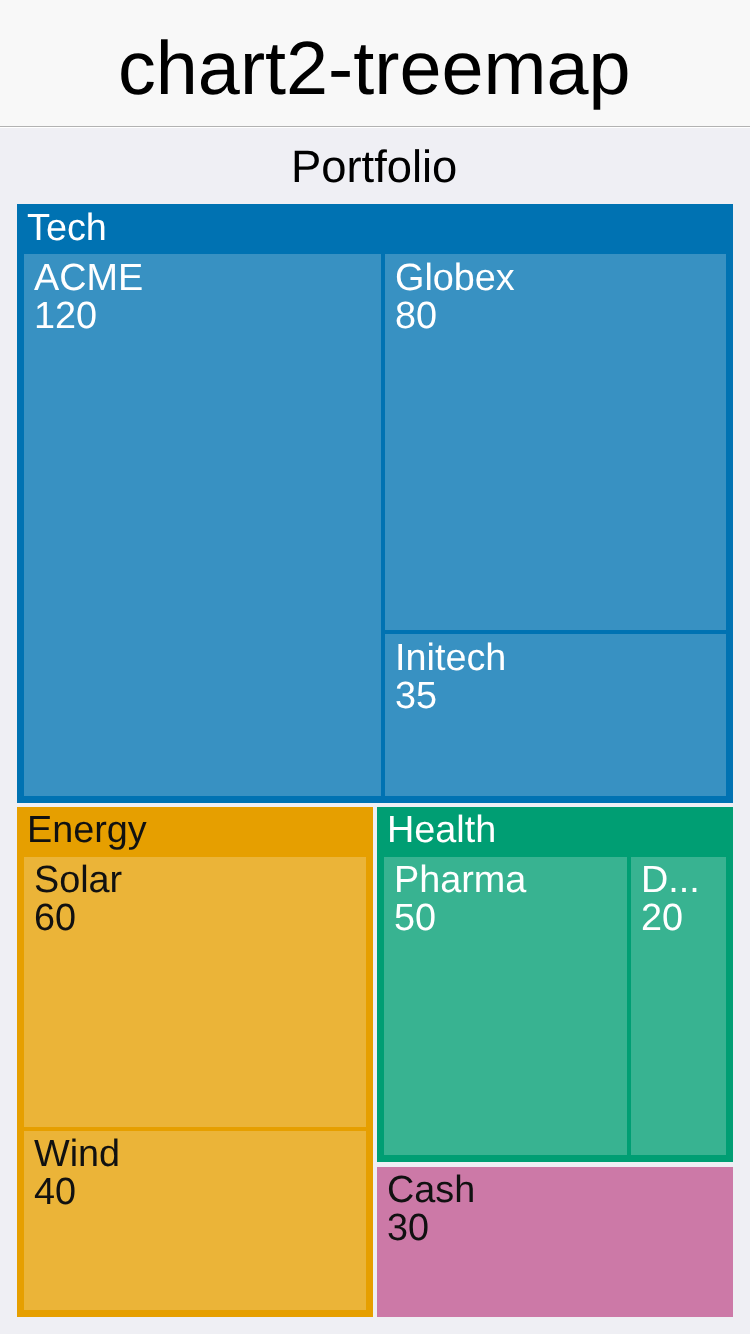 chart2-treemap
Portfolio
Tech
ACME
120
Globex
80
Initech
35
Energy
Solar
60
Wind
40
Health
Pharma
50
D...
20
Cash
30